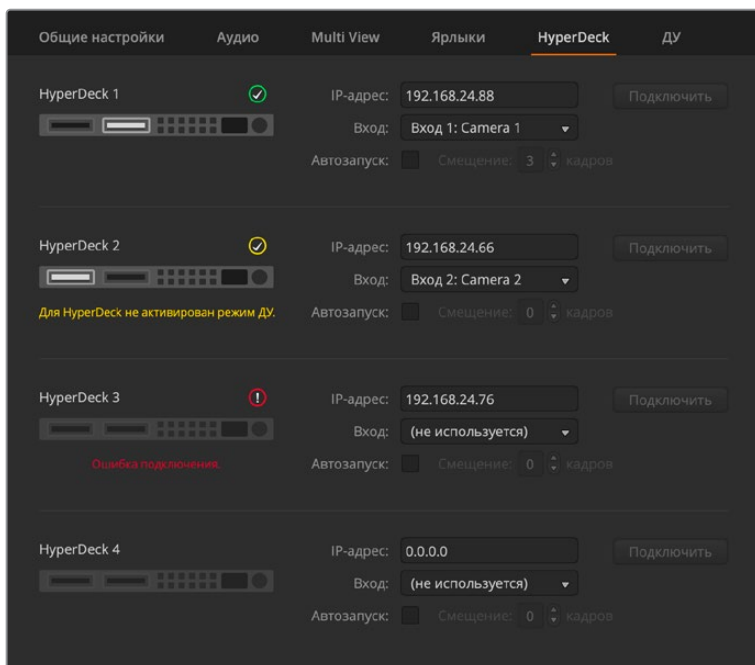 Общие настройки Аудио Multi View Ярлыки HyperDeck ДУ
HyperDeck 1 IP-адрес: 192.168.24.88 Подключить
Вход: Вход 1: Camera 1
Автозапуск: Смещение: 3 кадров
HyperDeck 2 IP-адрес: 192.168.24.66 Подключить
Вход: Вход 2: Camera 2
Для HyperDeck не активирован режим ДУ. Автозапуск: Смещение: 0 кадров
HyperDeck 3 IP-адрес: 192.168.24.76 Подключить
Вход: (не используется)
Ошибка подключения. Автозапуск: Смещение: 0 кадров
HyperDeck 4 IP-адрес: 0.0.0.0 Подключить
Вход: (не используется)
Автозапуск: Смещение: 0 кадров